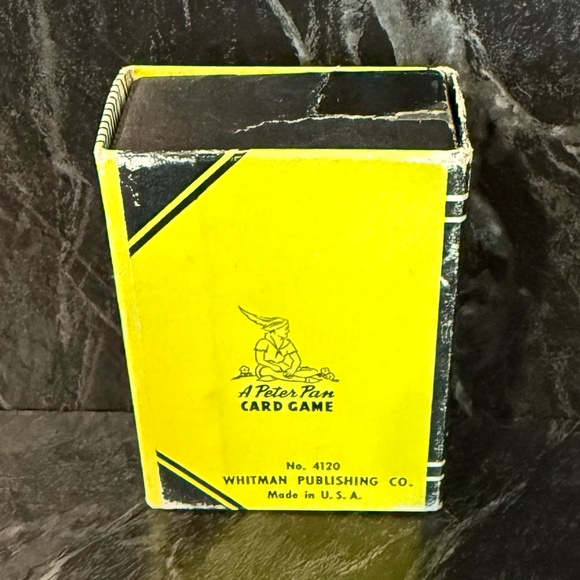 A Peter Pan
CARD GAME
No. 4120
WHITMAN PUBLISHING CO.
Made in U.S.A.